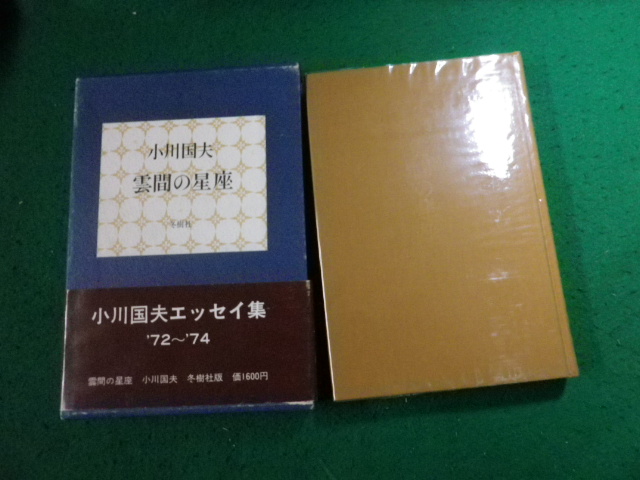 小川国夫
雲間の星座
冬樹社
小川国夫エッセイ集
'72〜'74
雲間の星座 小川国夫 冬樹社版 価1600円